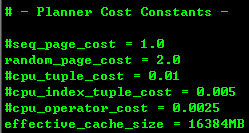 # - Planner Cost Constants -
#seq_page_cost = 1.0
random_page_cost = 2.0
#cpu_tuple_cost = 0.01
#cpu_index_tuple_cost = 0.005
#cpu_operator_cost = 0.0025
effective_cache_size = 16384MB